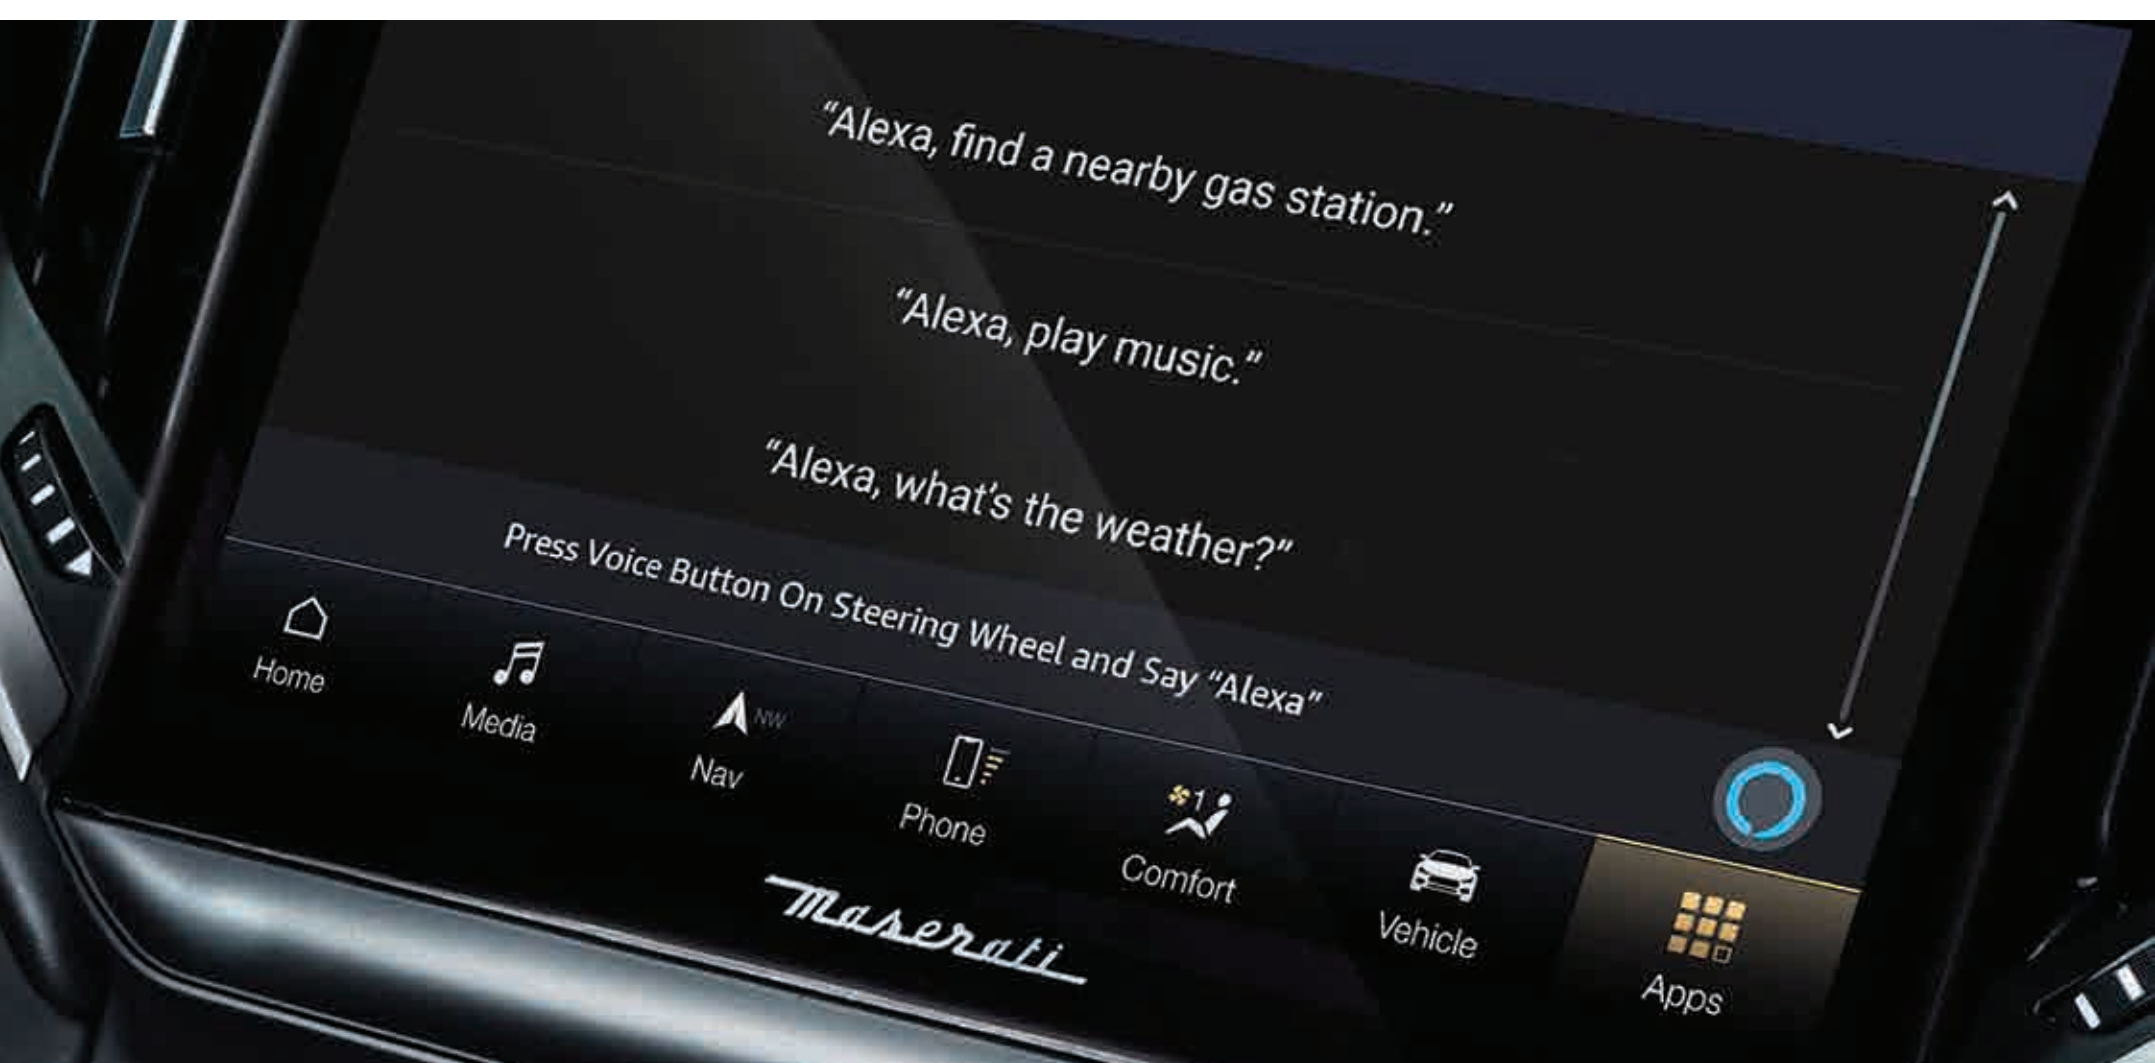 “Alexa, find a nearby gas station.”
“Alexa, play music.”
“Alexa, what's the weather?”
Press Voice Button On Steering Wheel and Say “Alexa”
Home
Media
NW
Nav
Phone
1
Comfort
Vehicle
Apps
Maserati